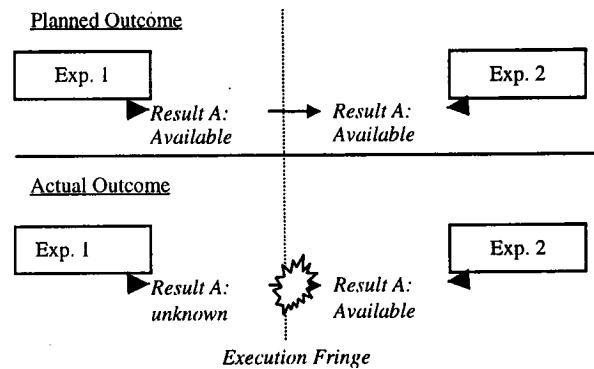 Planned Outcome
Exp. 1
Exp. 2
Result A:
Available
Result A:
Available
Actual Outcome
Exp. 1
Exp. 2
Result A:
unknown
Result A:
Available
Execution Fringe